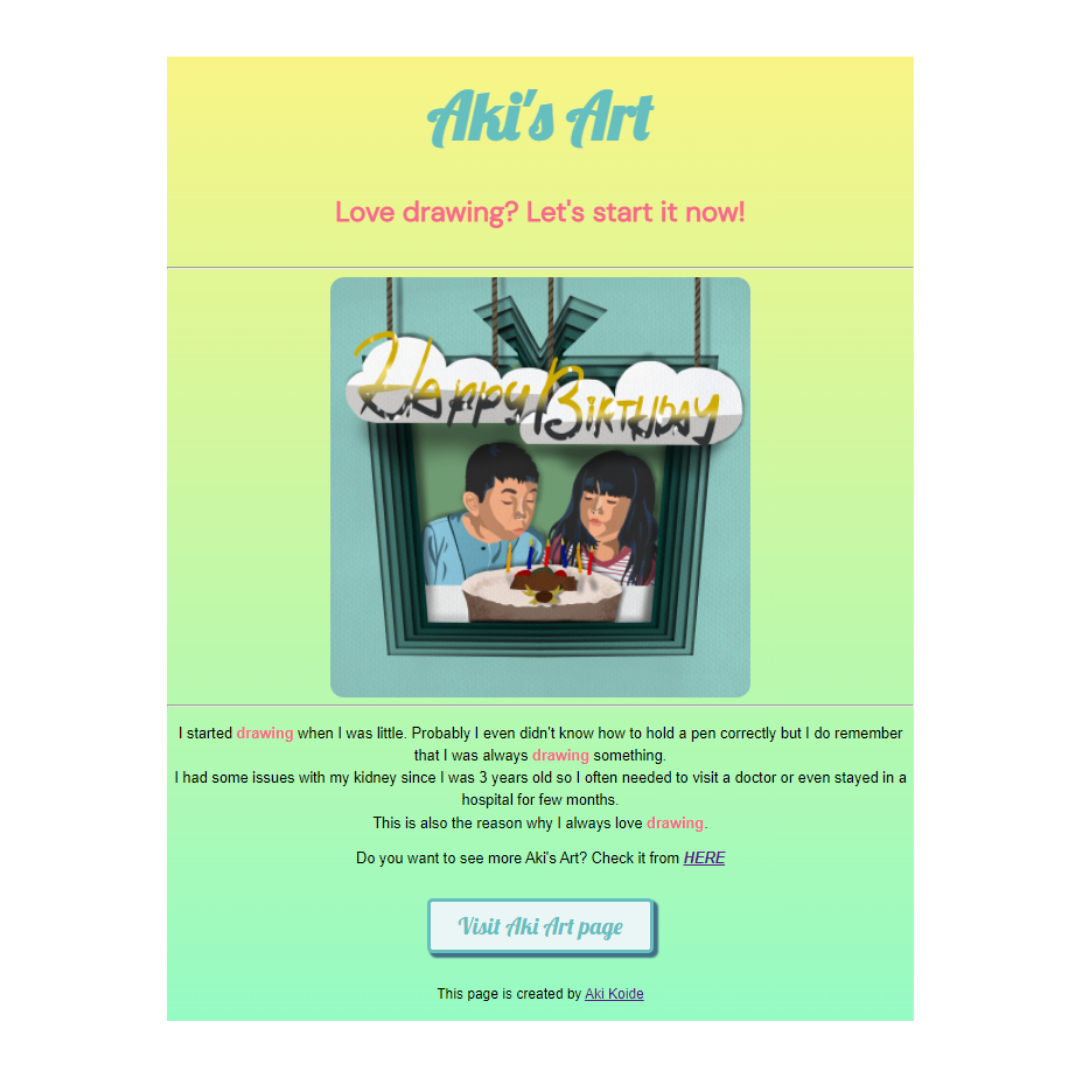 Aki's Art
Love drawing? Let's start it now!
Happy Birthday
I started drawing when I was little. Probably I even didn't know how to hold a pen correctly but I do remember
that I was always drawing something.
I had some issues with my kidney since I was 3 years old so I often needed to visit a doctor or even stayed in a
hospital for few months.
This is also the reason why I always love drawing.
Do you want to see more Aki's Art? Check it from HERE
Visit Aki Art page
This page is created by Aki Koide